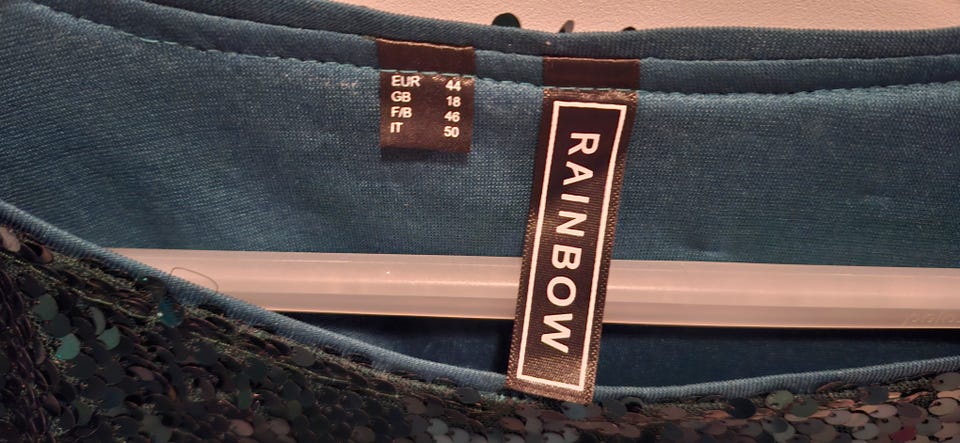 EUR 44
GB 18
F/B 46
IT 50
RAINBOW